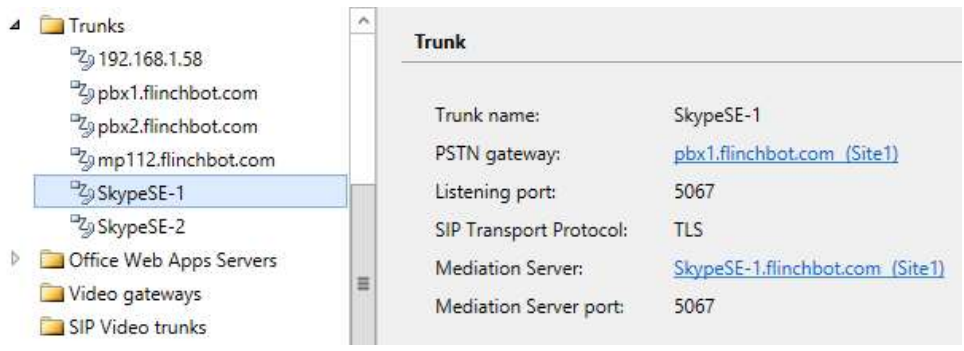 Trunks
192.168.1.58
pbx1.flinchbot.com
pbx2.flinchbot.com
mp112.flinchbot.com
SkypeSE-1
SkypeSE-2
Office Web Apps Servers
Video gateways
SIP Video trunks
Trunk
Trunk name: SkypeSE-1
PSTN gateway: pbx1.flinchbot.com (Site1)
Listening port: 5067
SIP Transport Protocol: TLS
Mediation Server: SkypeSE-1.flinchbot.com (Site1)
Mediation Server port: 5067